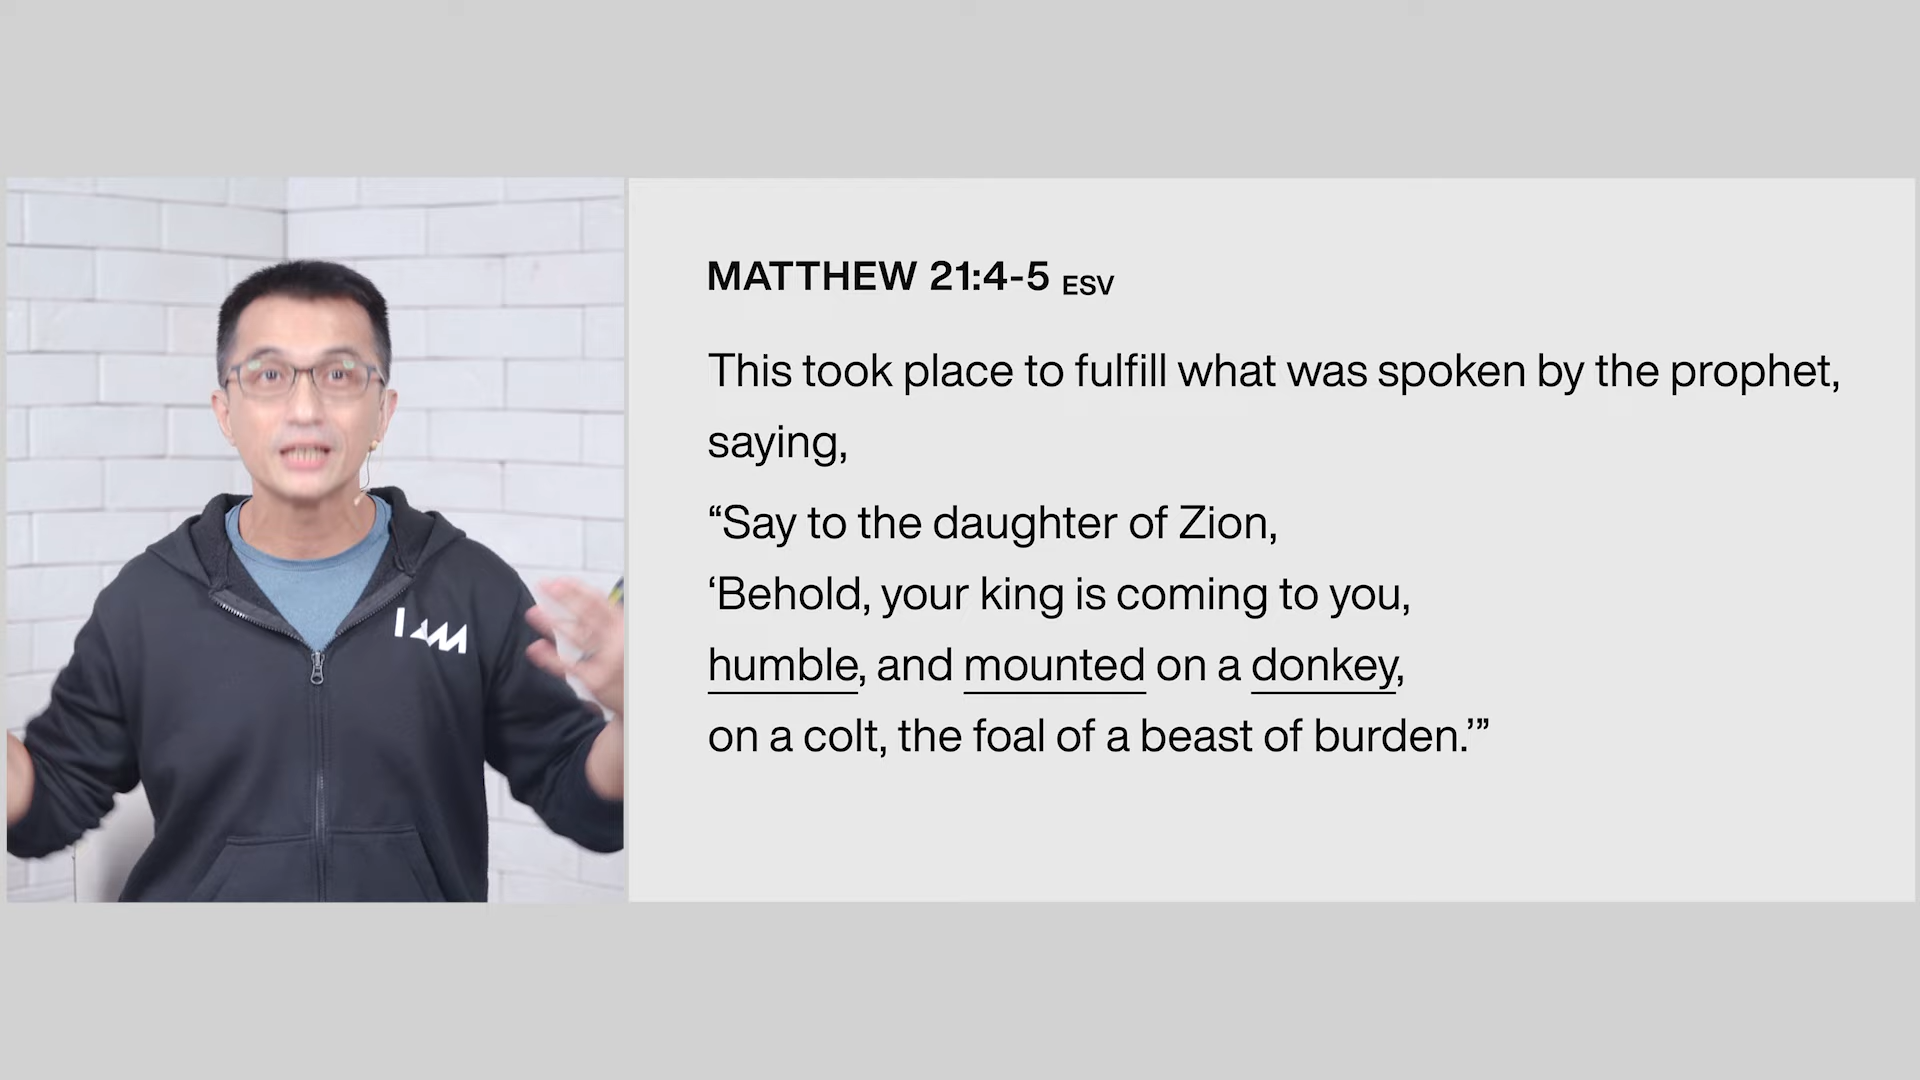 I AM
MATTHEW 21:4-5 ESV
This took place to fulfill what was spoken by the prophet,
saying,
“Say to the daughter of Zion,
‘Behold, your king is coming to you,
humble, and mounted on a donkey,
on a colt, the foal of a beast of burden.’”